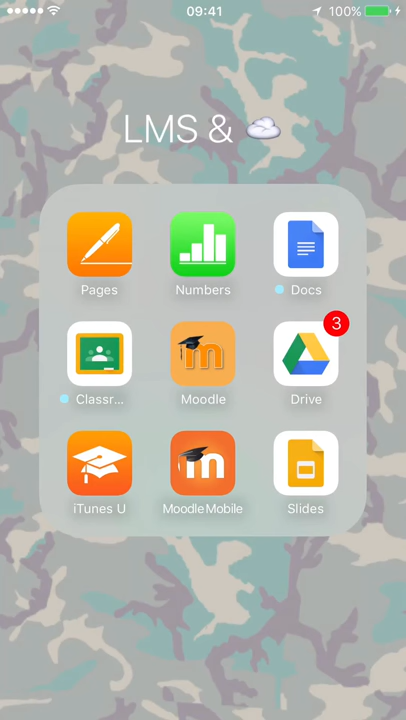 09:41 100%
LMS & ☁️
Pages Numbers Docs
3
Classr... Moodle Drive
iTunes U MoodleMobile Slides